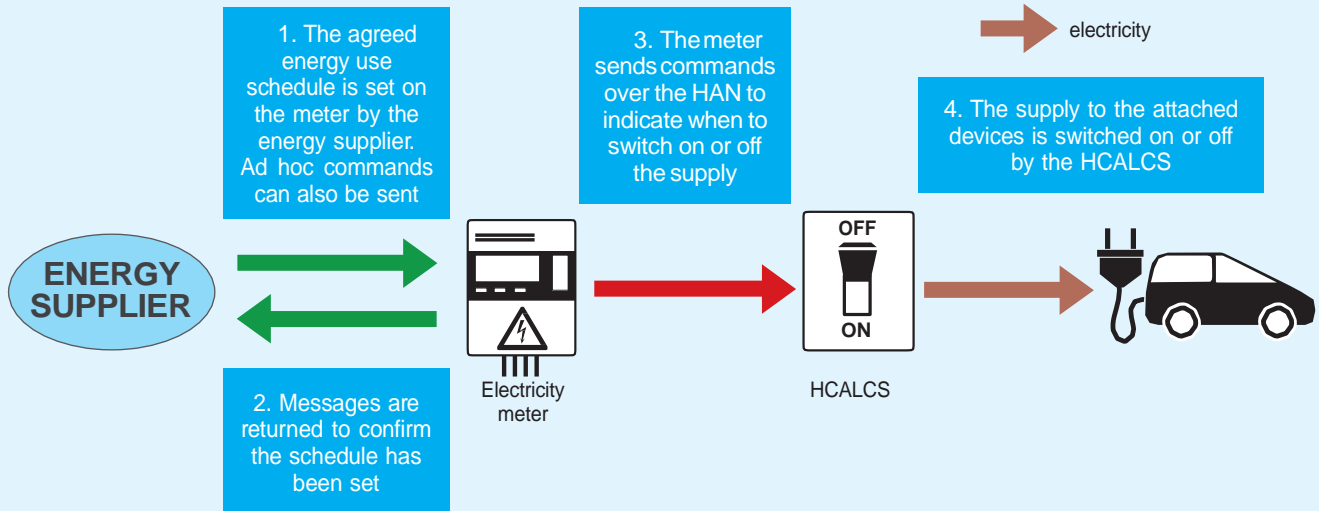 1. The agreed
energy use
schedule is set on
the meter by the
energy supplier.
Ad hoc commands
can also be sent
3. The meter
sends commands
over the HAN to
indicate when to
switch on or off
the supply
electricity
4. The supply to the attached
devices is switched on or off
by the HCALCS
ENERGY
SUPPLIER
OFF
ON
Electricity
meter
HCALCS
2. Messages are
returned to confirm
the schedule has
been set